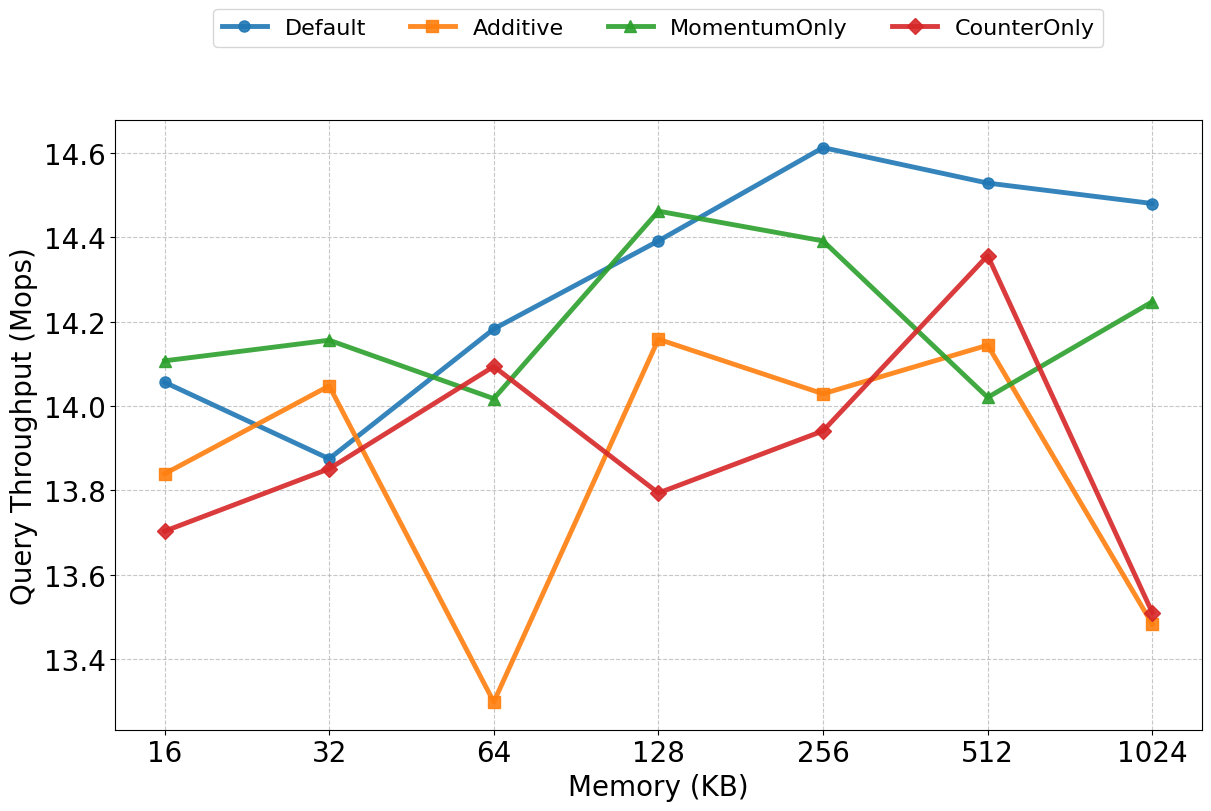 Default Additive MomentumOnly CounterOnly
Query Throughput (Mops)
14.6
14.4
14.2
14.0
13.8
13.6
13.4
16 32 64 128 256 512 1024
Memory (KB)